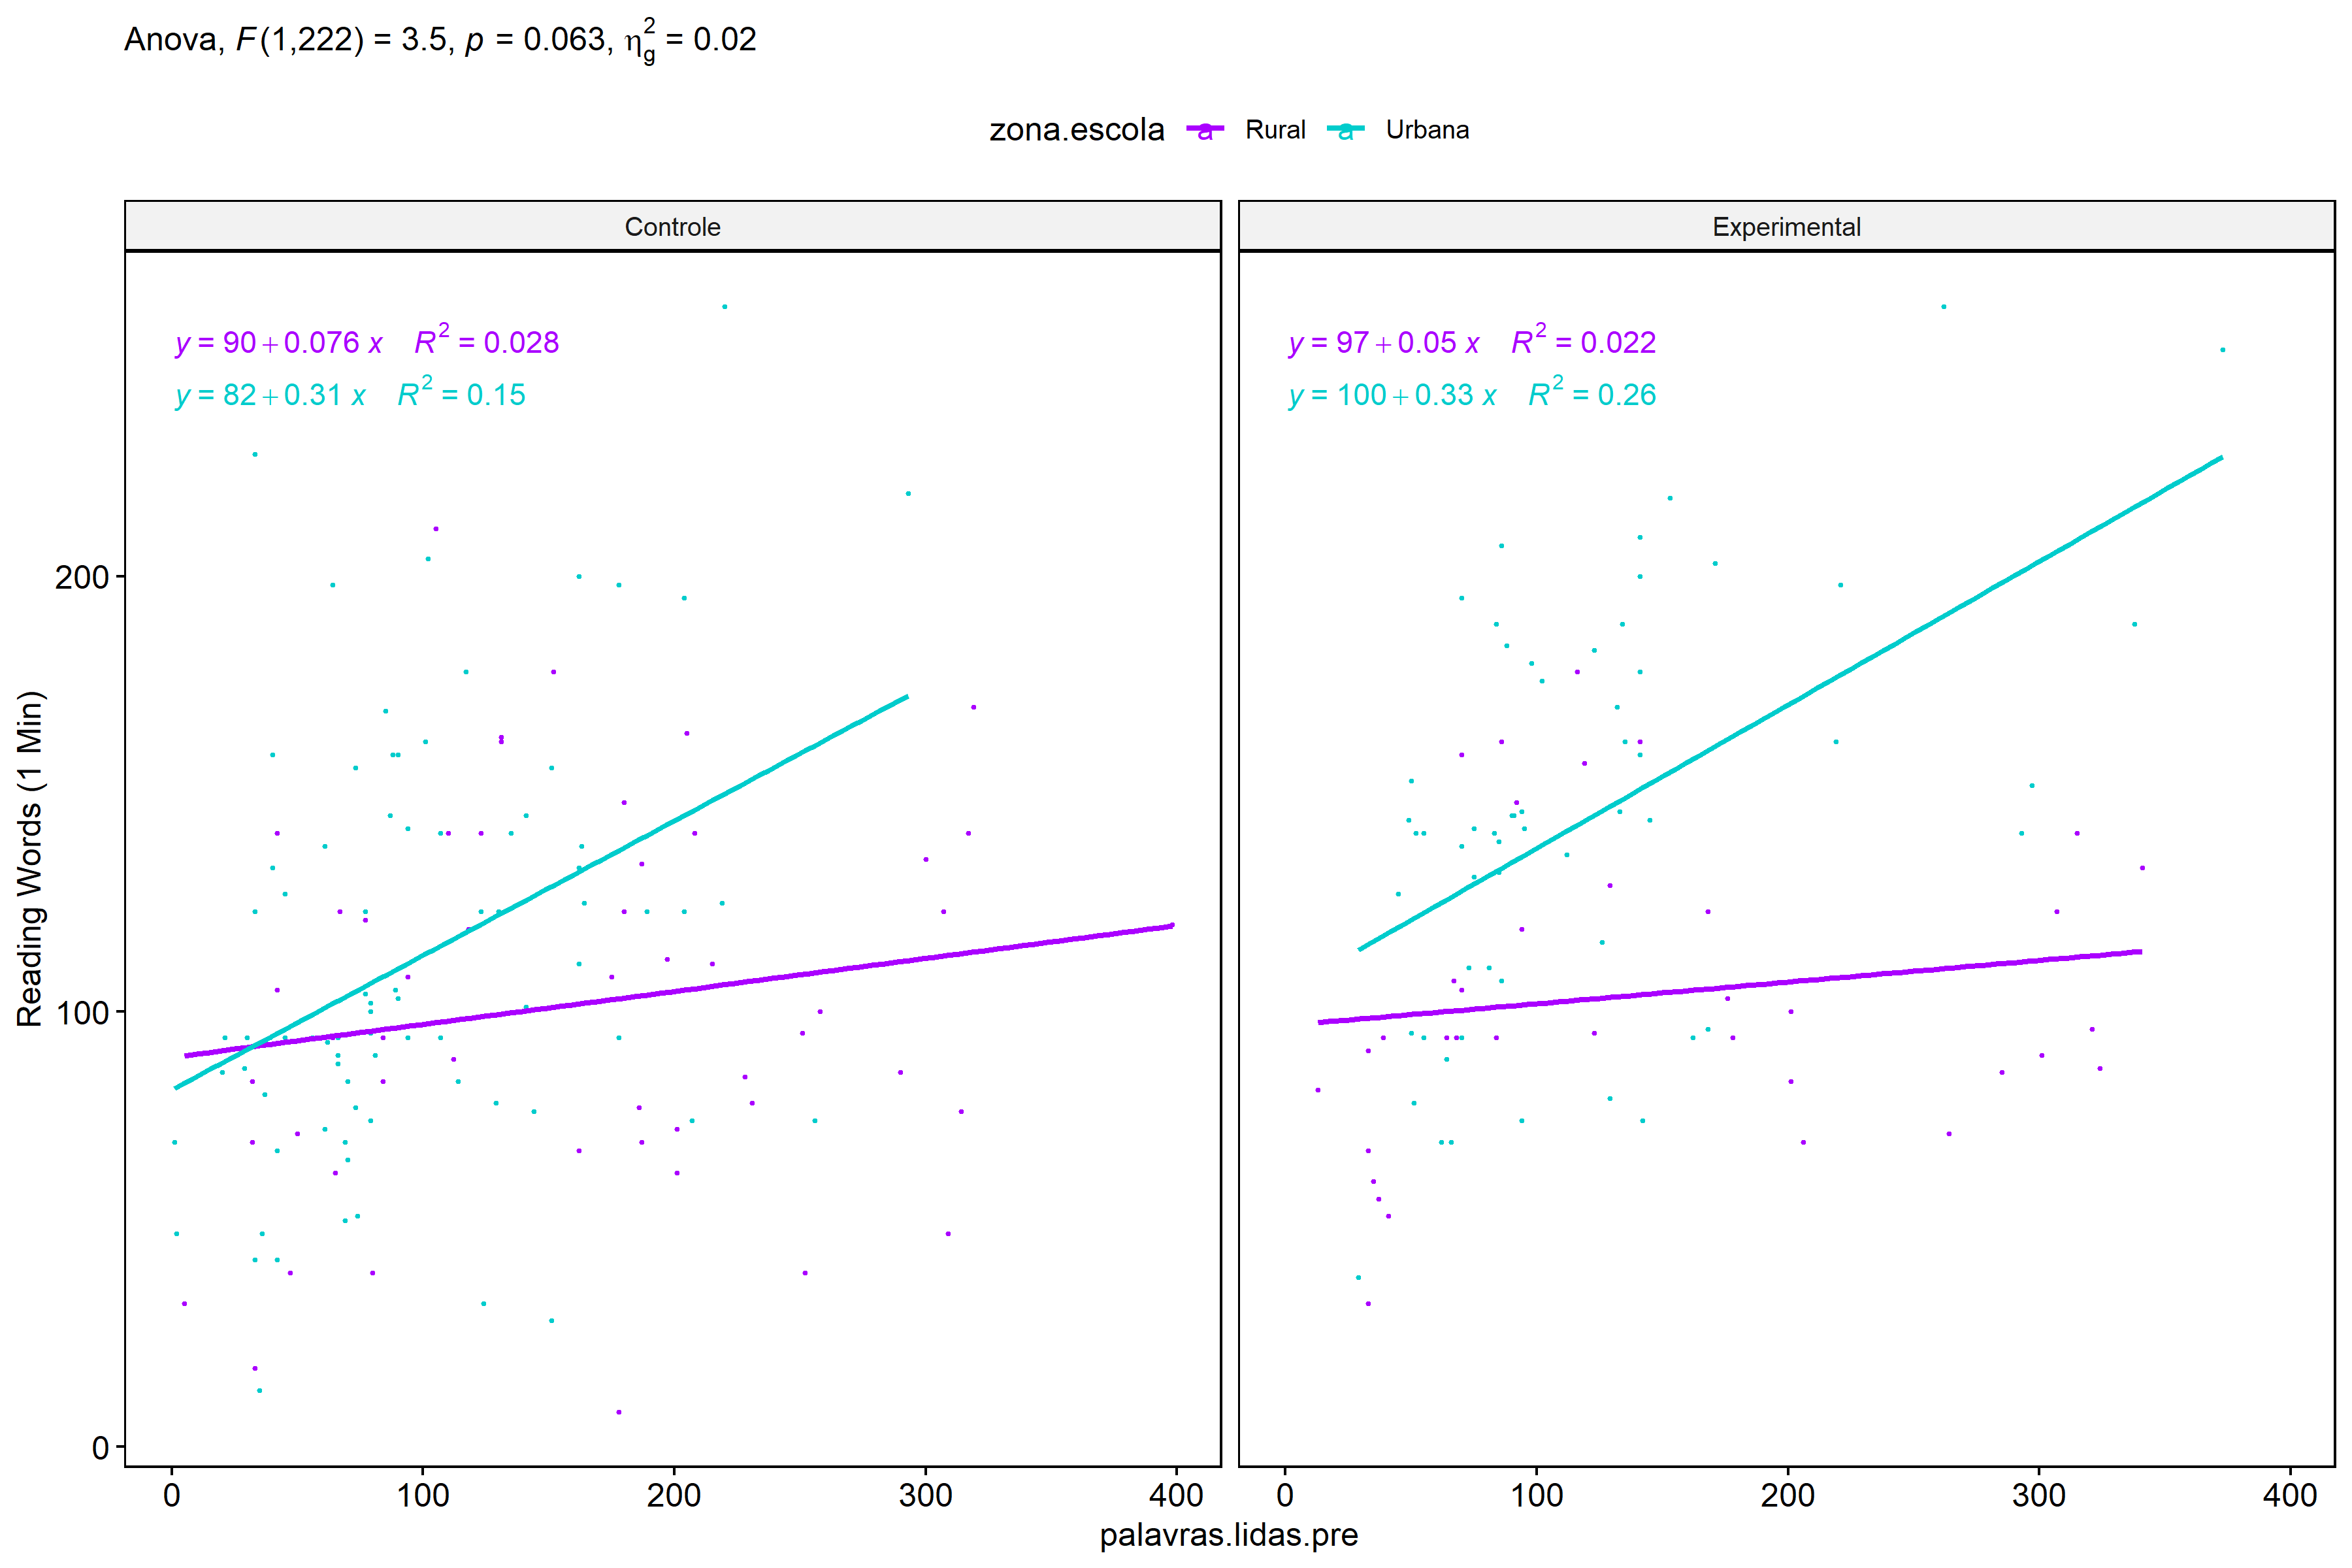 Anova, F(1,222) = 3.5, p = 0.063, η²g = 0.02
zona.escola a Rural a Urbana
Controle
Experimental
y = 90 + 0.076 x R² = 0.028
y = 82 + 0.31 x R² = 0.15
y = 97 + 0.05 x R² = 0.022
y = 100 + 0.33 x R² = 0.26
Reading Words (1 Min)
200
100
0
0 100 200 300 400
0 100 200 300 400
palavras.lidas.pre